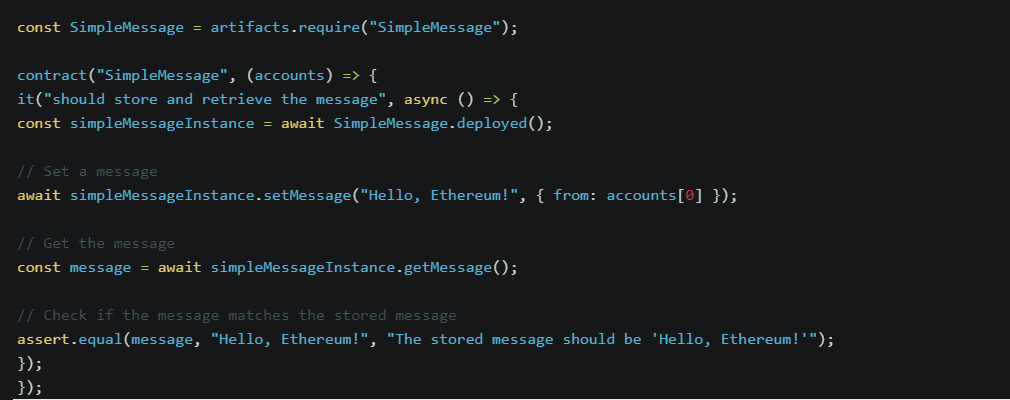 const SimpleMessage = artifacts.require("SimpleMessage");
contract("SimpleMessage", (accounts) => {
it("should store and retrieve the message", async () => {
const simpleMessageInstance = await SimpleMessage.deployed();
// Set a message
await simpleMessageInstance.setMessage("Hello, Ethereum!", { from: accounts[0] });
// Get the message
const message = await simpleMessageInstance.getMessage();
// Check if the message matches the stored message
assert.equal(message, "Hello, Ethereum!", "The stored message should be 'Hello, Ethereum!'");
});
});